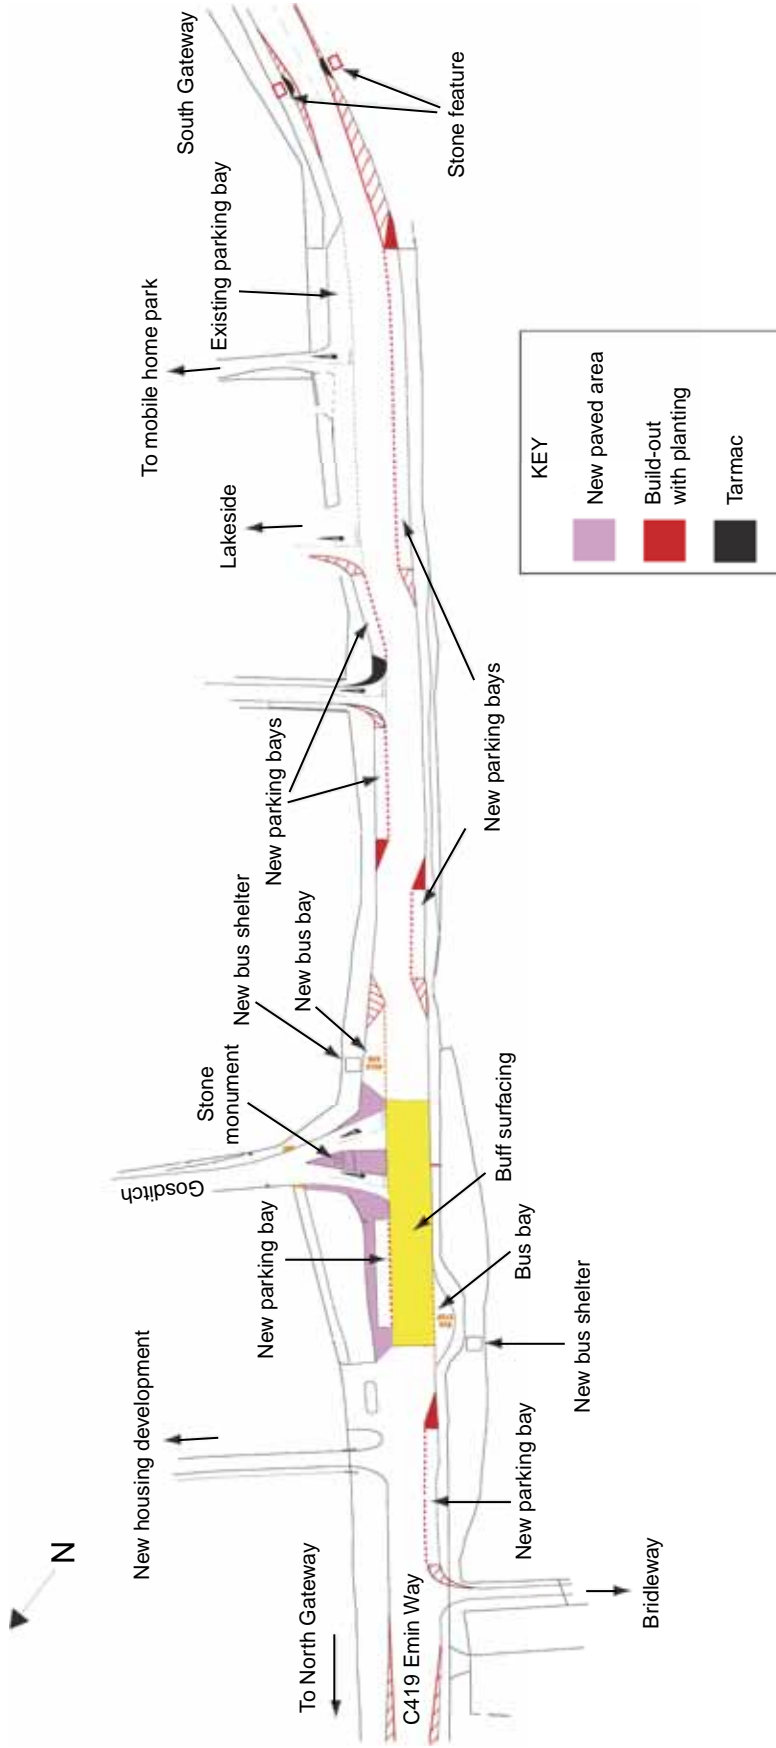 N
New housing development
To mobile home park
To North Gateway
New parking bay
Gosditch
Stone
monument
New bus shelter
New bus bay
New parking bays
Lakeside
Existing parking bay
South Gateway
C419 Emin Way
Stone feature
Bridleway
New parking bay
New bus shelter
Bus bay
Buff surfacing
New parking bays
KEY
New paved area
Build-out
with planting
Tarmac